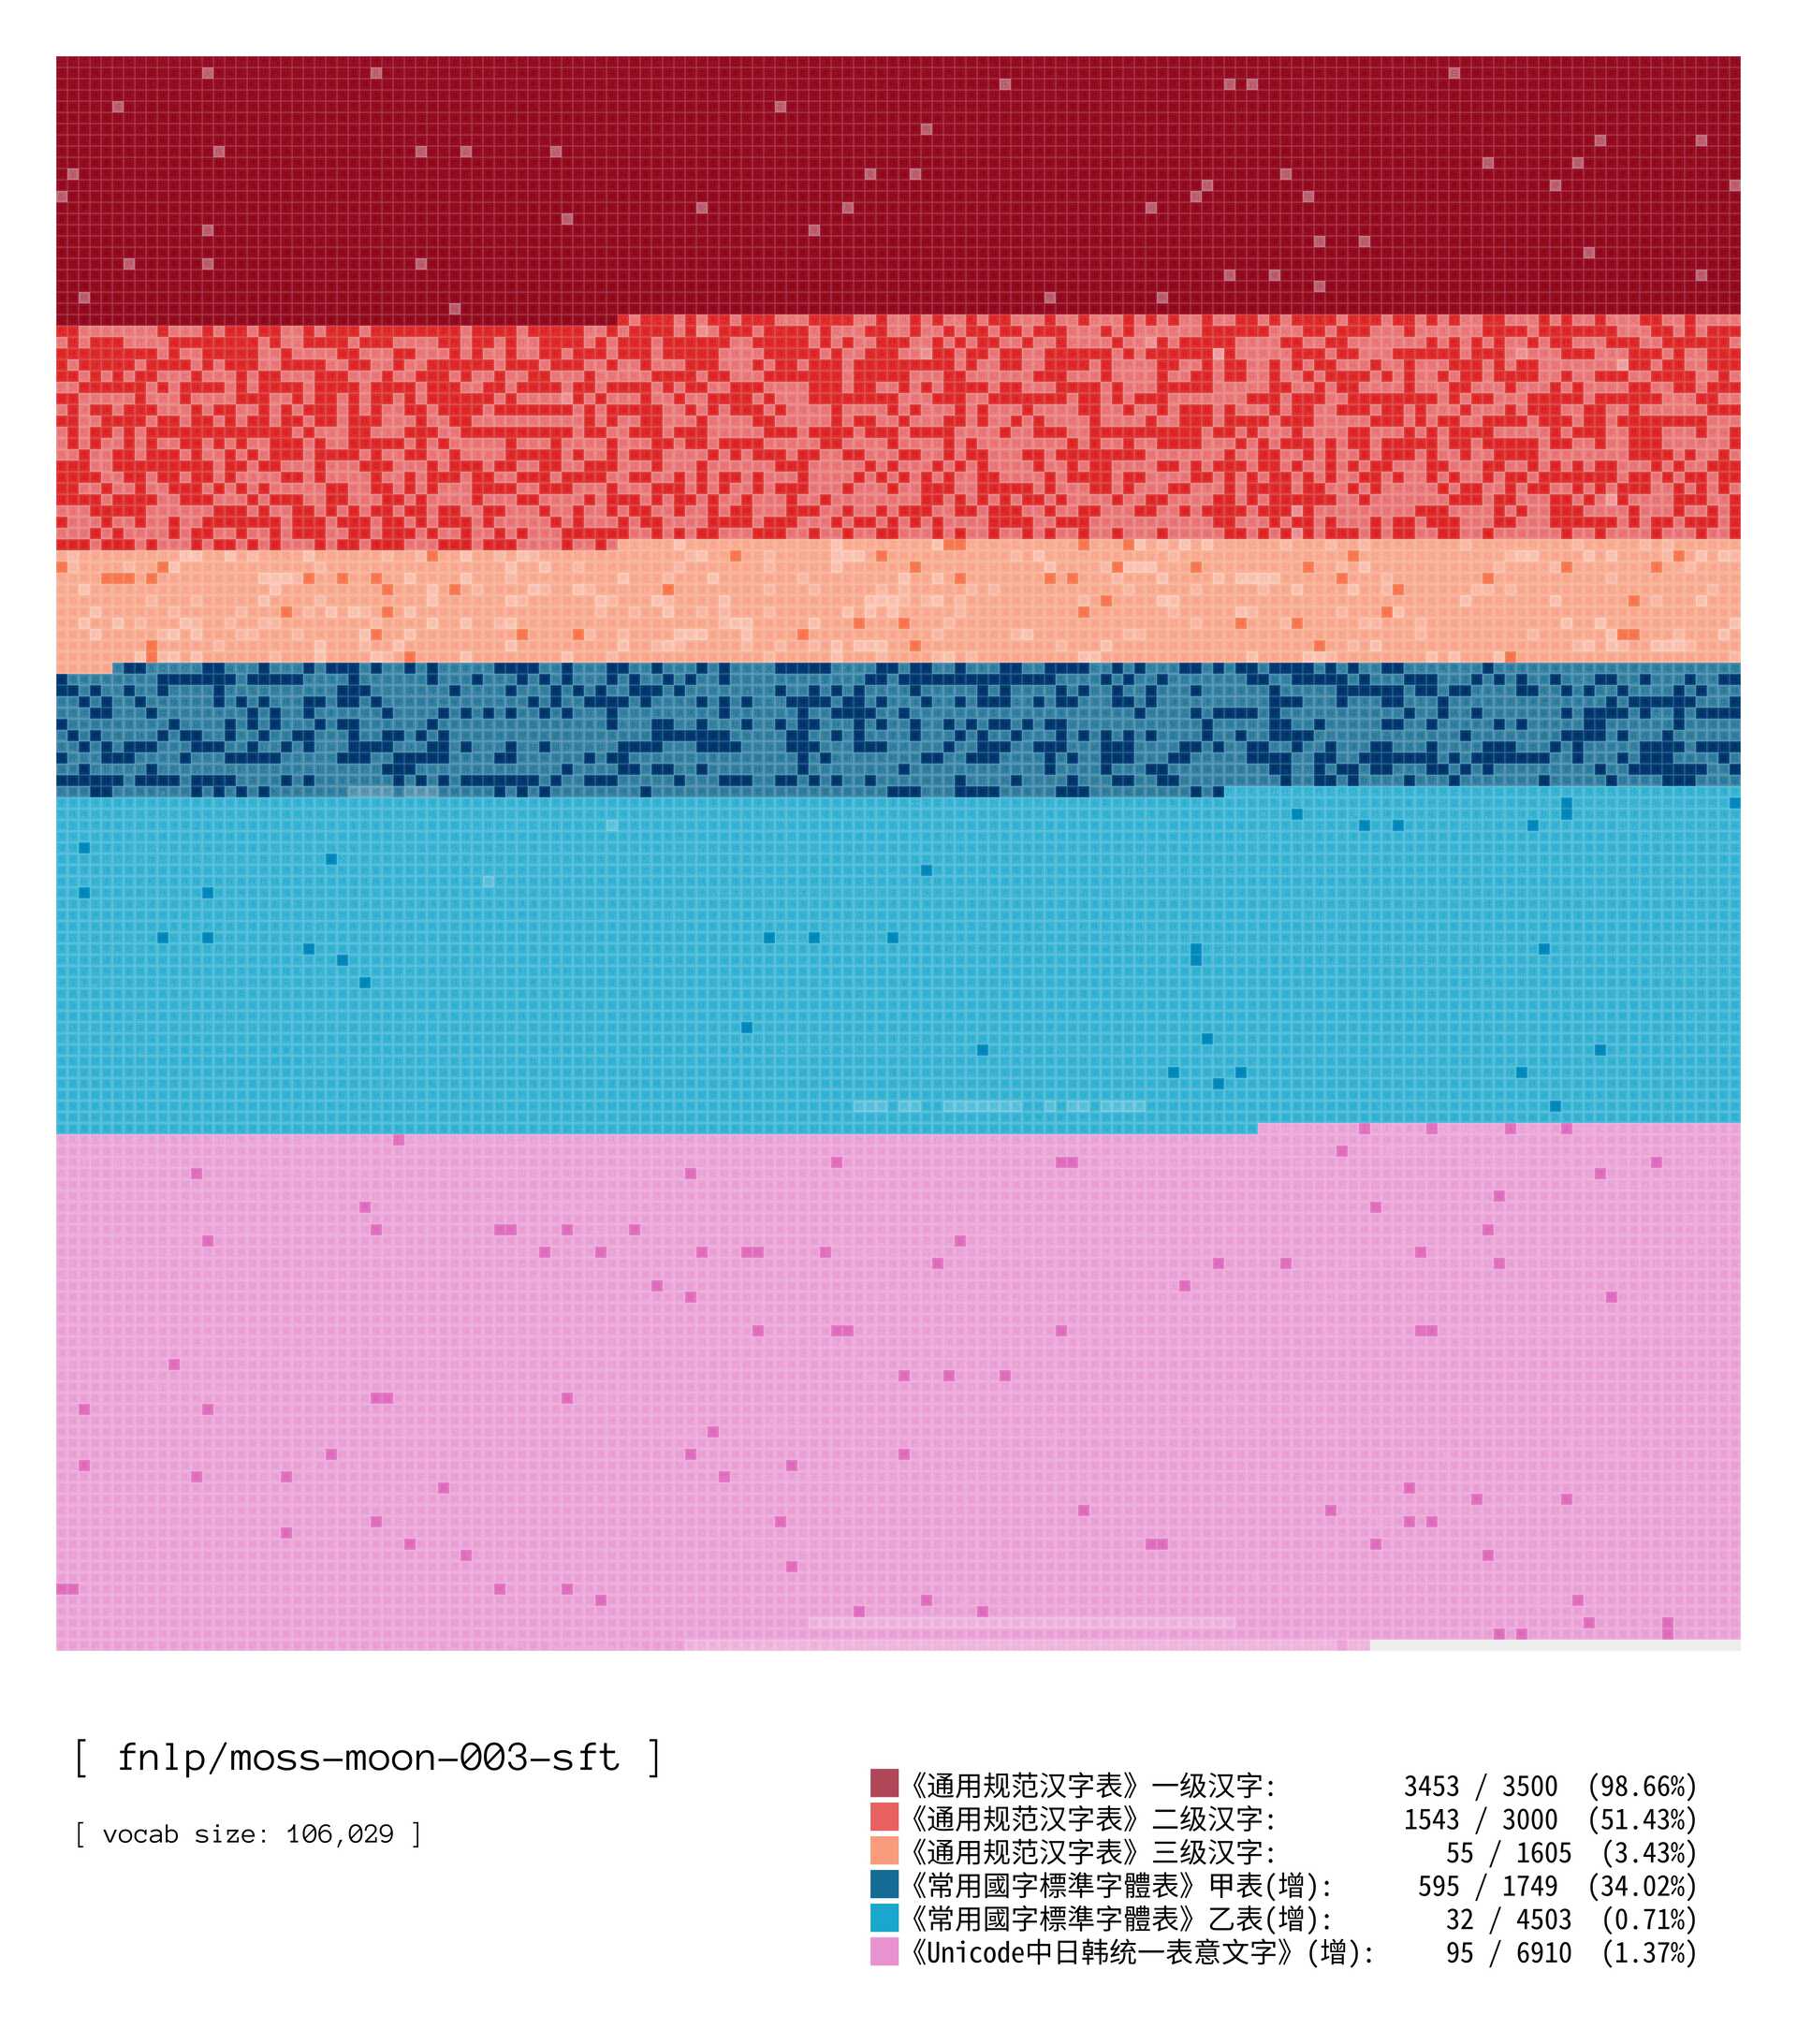 [ fnlp/moss-moon-003-sft ]
[ vocab size: 106,029 ]
《通用规范汉字表》一级汉字: 3453 / 3500 (98.66%)
《通用规范汉字表》二级汉字: 1543 / 3000 (51.43%)
《通用规范汉字表》三级汉字: 55 / 1605 (3.43%)
《常用國字標準字體表》甲表(增): 595 / 1749 (34.02%)
《常用國字標準字體表》乙表(增): 32 / 4503 (0.71%)
《Unicode中日韩统一表意文字》(增): 95 / 6910 (1.37%)